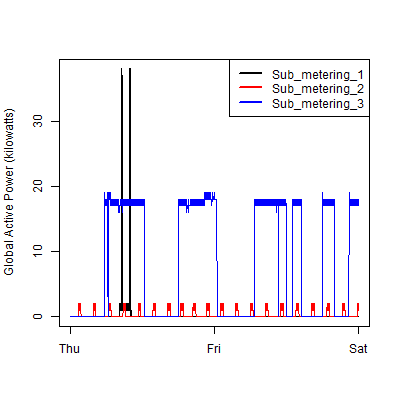 Sub_metering_1
Sub_metering_2
Sub_metering_3
Global Active Power (kilowatts)
30
20
10
0
Thu Fri Sat